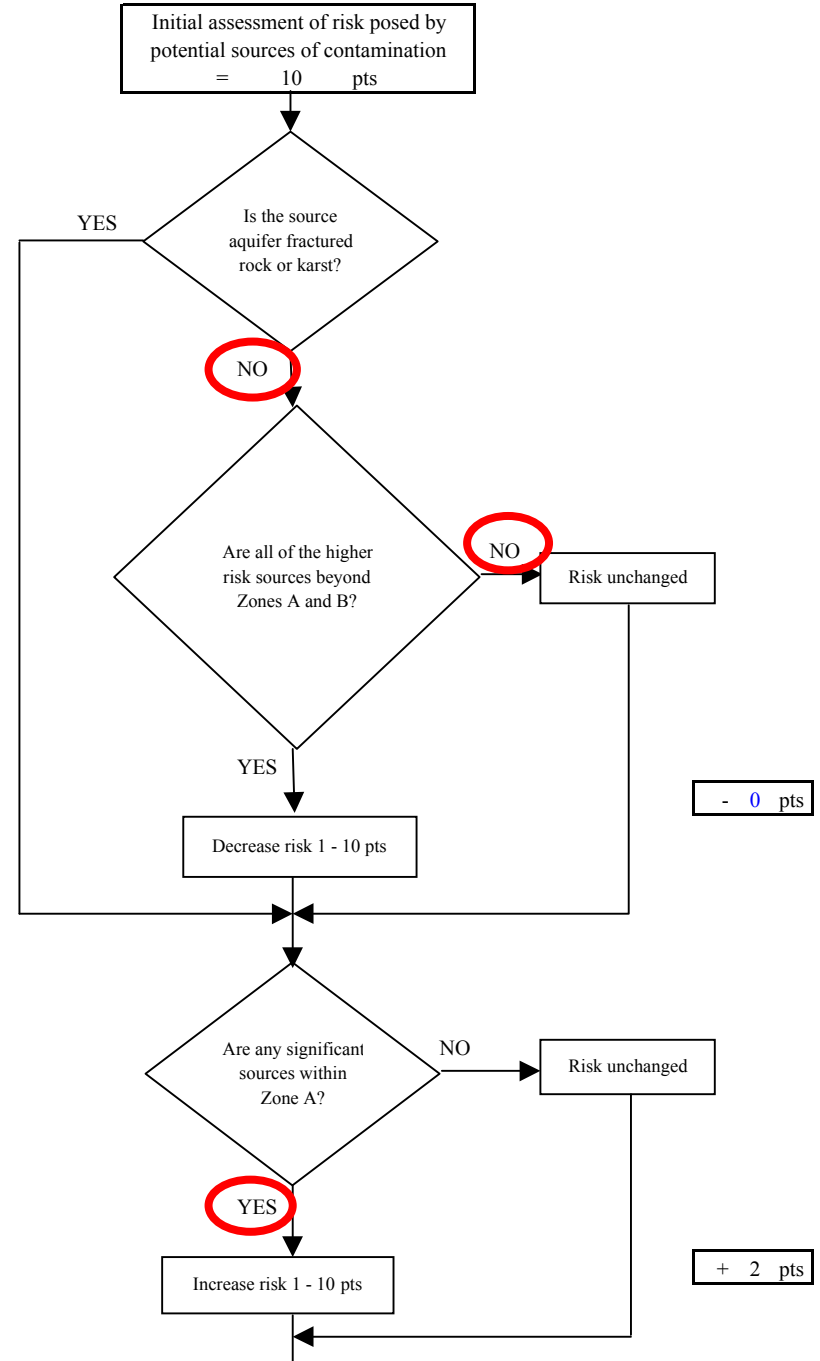 Initial assessment of risk posed by
potential sources of contamination
= 10 pts
YES
Is the source
aquifer fractured
rock or karst?
NO
Are all of the higher
risk sources beyond
Zones A and B?
NO
Risk unchanged
YES
- 0 pts
Decrease risk 1 - 10 pts
Are any significant
sources within
Zone A?
NO
Risk unchanged
YES
+ 2 pts
Increase risk 1 - 10 pts